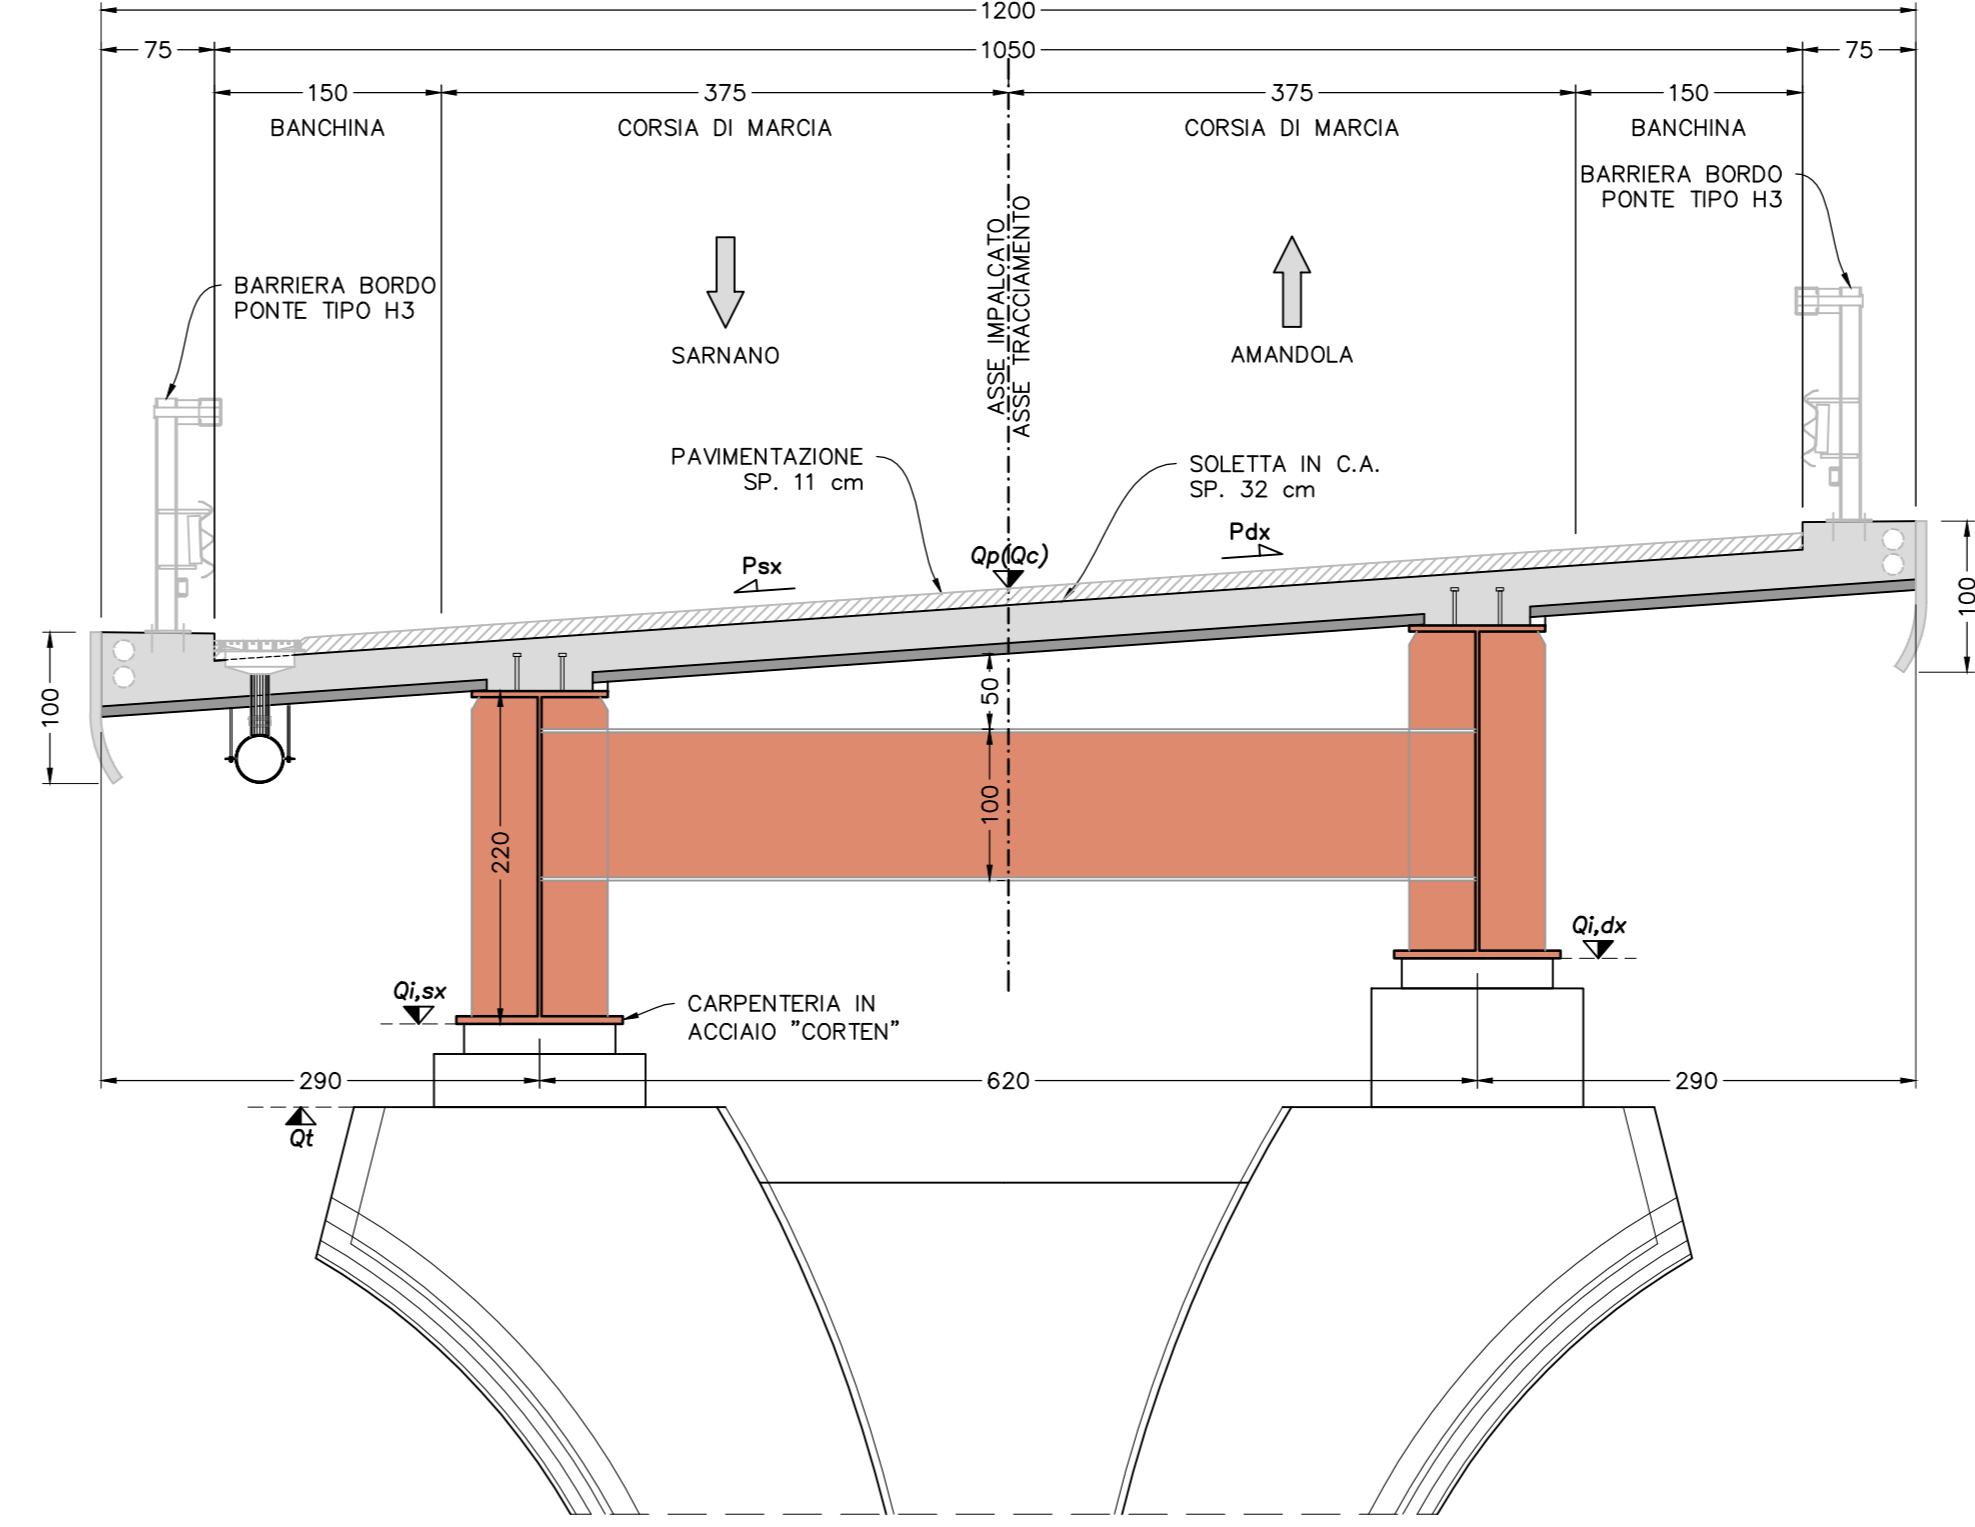 1200
75
1050
75
150
375
375
150
BANCHINA
CORSIA DI MARCIA
CORSIA DI MARCIA
BANCHINA
BARRIERA BORDO
PONTE TIPO H3
ASSE IMPALCATO
ASSE TRACCIAMENTO
BARRIERA BORDO
PONTE TIPO H3
SARNANO
AMANDOLA
PAVIMENTAZIONE
SP. 11 cm
SOLETTA IN C.A.
SP. 32 cm
Psx
Qp(Qc)
Pdx
100
100
50
100
220
Qi,dx
Qi,sx
CARPENTERIA IN
ACCIAIO "CORTEN"
290
620
290
Qt